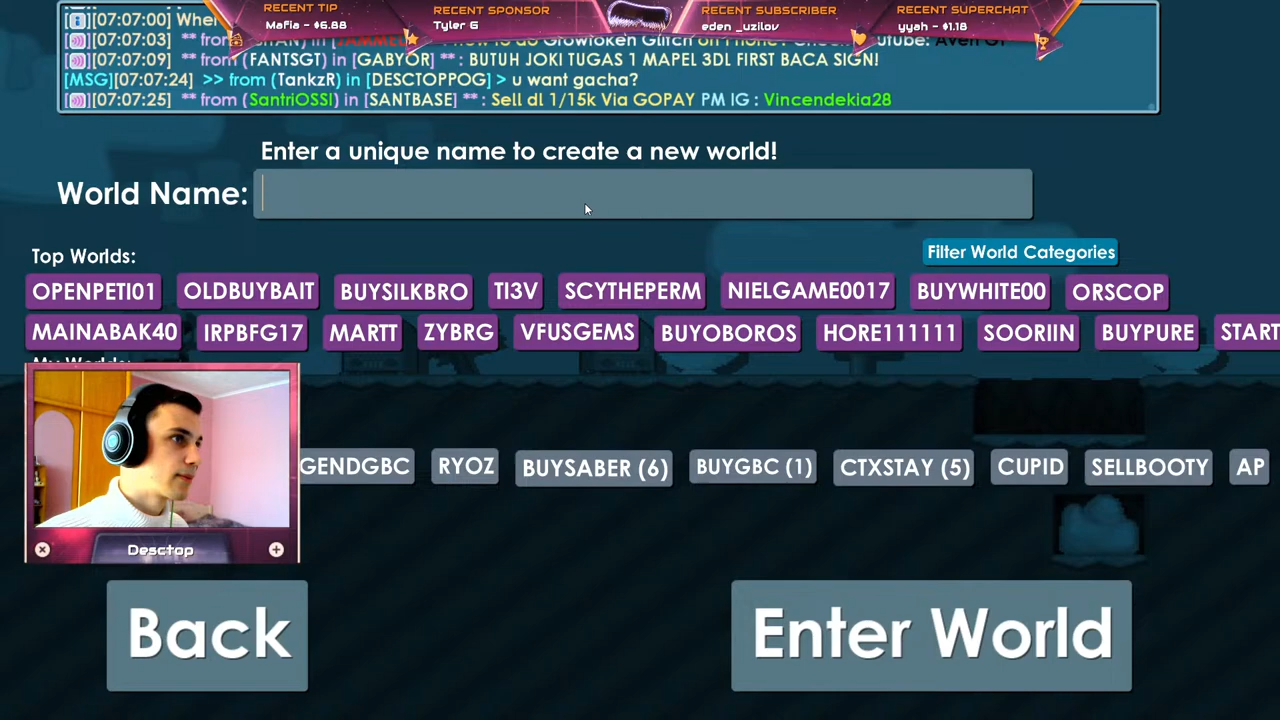 RECENT TIP
Mafia - $6.88
RECENT SPONSOR
Tyler G
RECENT SUBSCRIBER
eden _uzilov
RECENT SUPERCHAT
yyah - $1.18
[07:07:00]
[07:07:03] ** from in
[07:07:09] ** from (FANTSGT) in [GABYOR] ** : BUTUH JOKI TUGAS 1 MAPEL 3DL FIRST BACA SIGN!
[MSG][07:07:24] >> from (TankzR) in [DESCTOPPOG] > u want gacha?
[07:07:25] ** from (SantriOSSI) in [SANTBASE] ** : Sell dl 1/15k Via GOPAY PM IG : Vincendekia28
Enter a unique name to create a new world!
World Name:
Top Worlds:
Filter World Categories
OPENPETI01 OLDBUYBAIT BUYSILKBRO TI3V SCYTHEPERM NIELGAME0017 BUYWHITE00 ORSCOP
MAINABAK40 IRPBFG17 MARTT ZYBRG VFUSGEMS BUYOBOROS HORE111111 SOORIIN BUYPURE START
My Worlds:
GENDGBC RYOZ BUYSABER (6) BUYGBC (1) CTXSTAY (5) CUPID SELLBOOTY AP
Desctop
Back
Enter World